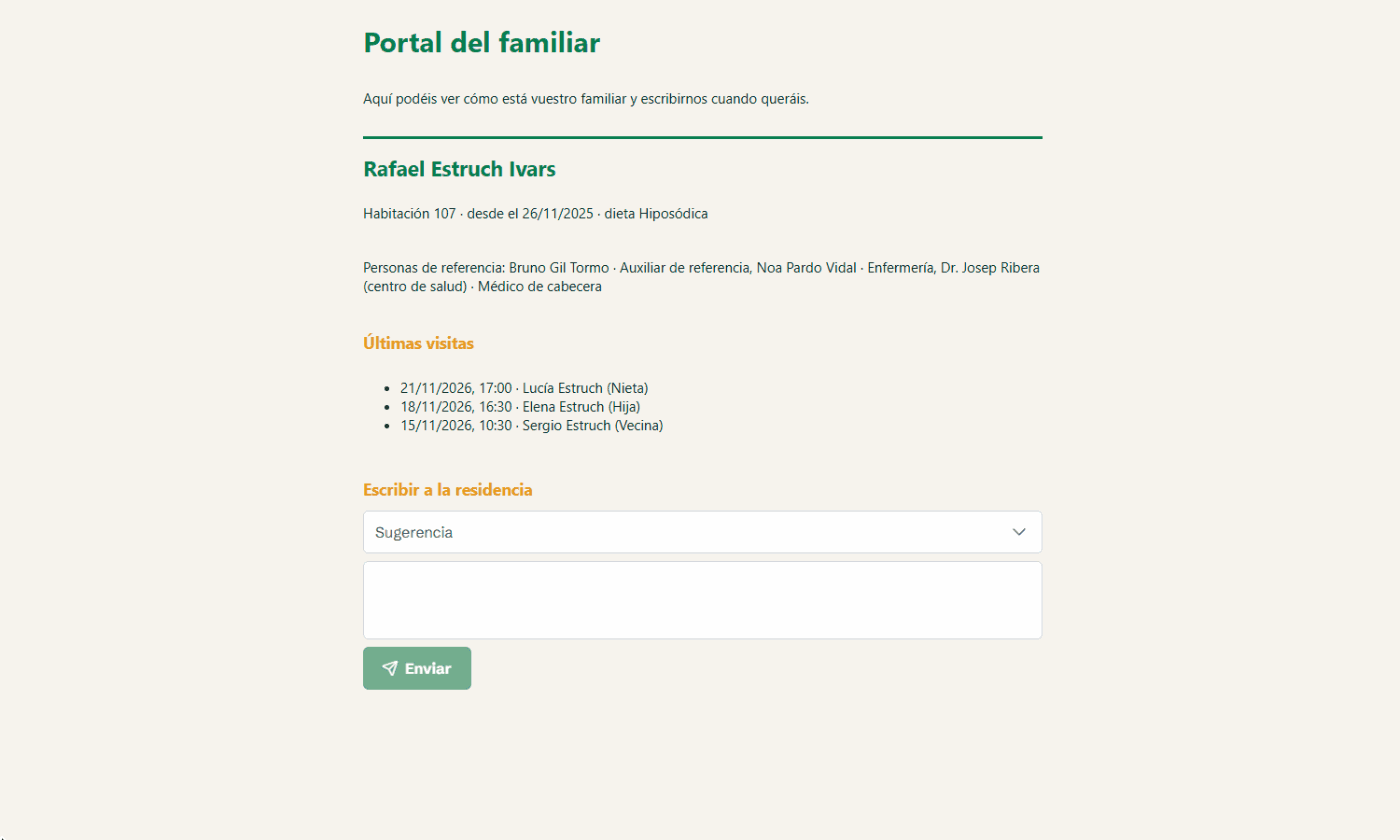 Portal del familiar
Aquí podéis ver cómo está vuestro familiar y escribirnos cuando queráis.
Rafael Estruch Ivars
Habitación 107 · desde el 26/11/2025 · dieta Hiposódica
Personas de referencia: Bruno Gil Tormo · Auxiliar de referencia, Noa Pardo Vidal · Enfermería, Dr. Josep Ribera
(centro de salud) · Médico de cabecera
Últimas visitas
• 21/11/2026, 17:00 · Lucía Estruch (Nieta)
• 18/11/2026, 16:30 · Elena Estruch (Hija)
• 15/11/2026, 10:30 · Sergio Estruch (Vecina)
Escribir a la residencia
Sugerencia
Enviar